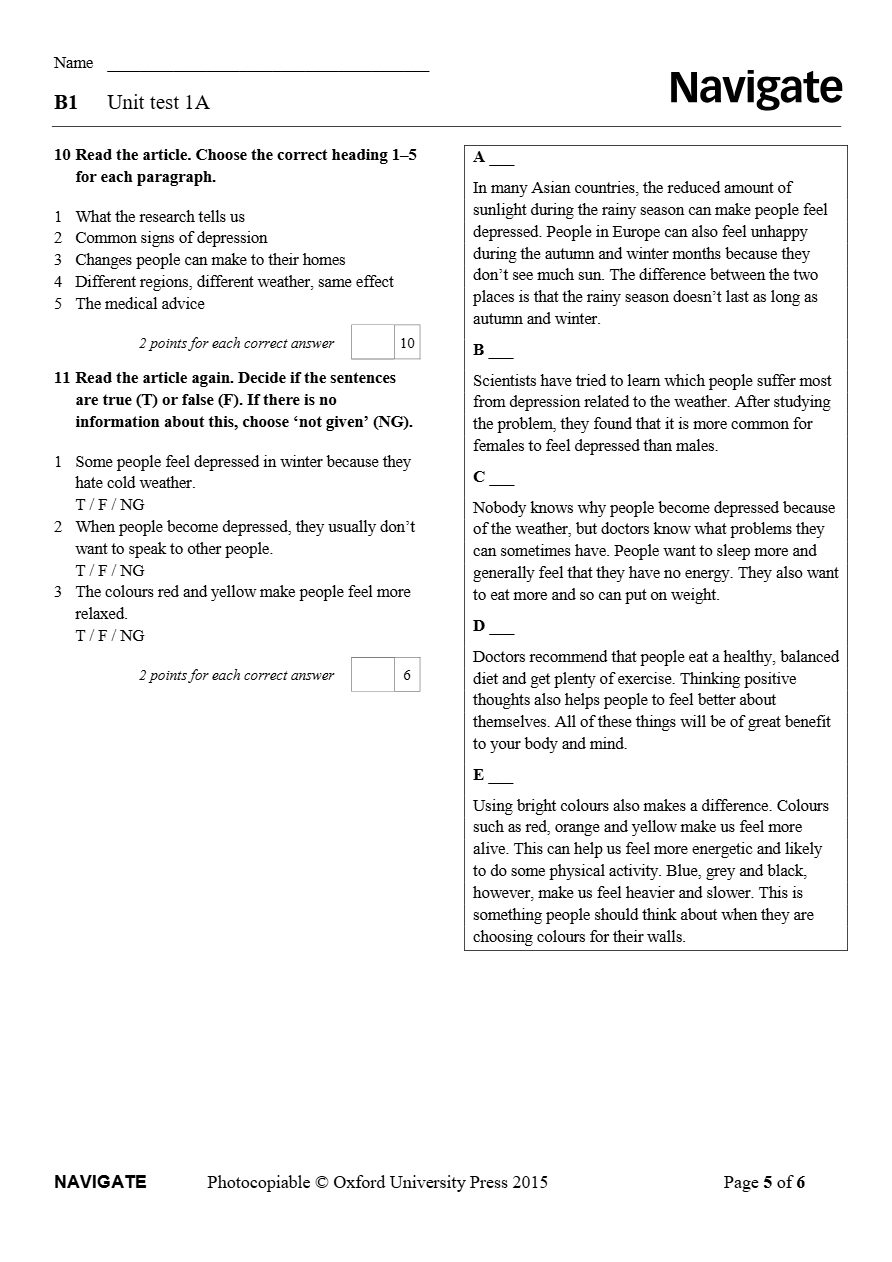 Name
Navigate
B1 Unit test 1A
10 Read the article. Choose the correct heading 1–5
for each paragraph.
1 What the research tells us
2 Common signs of depression
3 Changes people can make to their homes
4 Different regions, different weather, same effect
5 The medical advice
2 points for each correct answer 10
11 Read the article again. Decide if the sentences
are true (T) or false (F). If there is no
information about this, choose ‘not given’ (NG).
1 Some people feel depressed in winter because they
hate cold weather.
T / F / NG
2 When people become depressed, they usually don’t
want to speak to other people.
T / F / NG
3 The colours red and yellow make people feel more
relaxed.
T / F / NG
2 points for each correct answer 6
A ___
In many Asian countries, the reduced amount of
sunlight during the rainy season can make people feel
depressed. People in Europe can also feel unhappy
during the autumn and winter months because they
don’t see much sun. The difference between the two
places is that the rainy season doesn’t last as long as
autumn and winter.
B ___
Scientists have tried to learn which people suffer most
from depression related to the weather. After studying
the problem, they found that it is more common for
females to feel depressed than males.
C ___
Nobody knows why people become depressed because
of the weather, but doctors know what problems they
can sometimes have. People want to sleep more and
generally feel that they have no energy. They also want
to eat more and so can put on weight.
D ___
Doctors recommend that people eat a healthy, balanced
diet and get plenty of exercise. Thinking positive
thoughts also helps people to feel better about
themselves. All of these things will be of great benefit
to your body and mind.
E ___
Using bright colours also makes a difference. Colours
such as red, orange and yellow make us feel more
alive. This can help us feel more energetic and likely
to do some physical activity. Blue, grey and black,
however, make us feel heavier and slower. This is
something people should think about when they are
choosing colours for their walls.
NAVIGATE Photocopiable © Oxford University Press 2015 Page 5 of 6